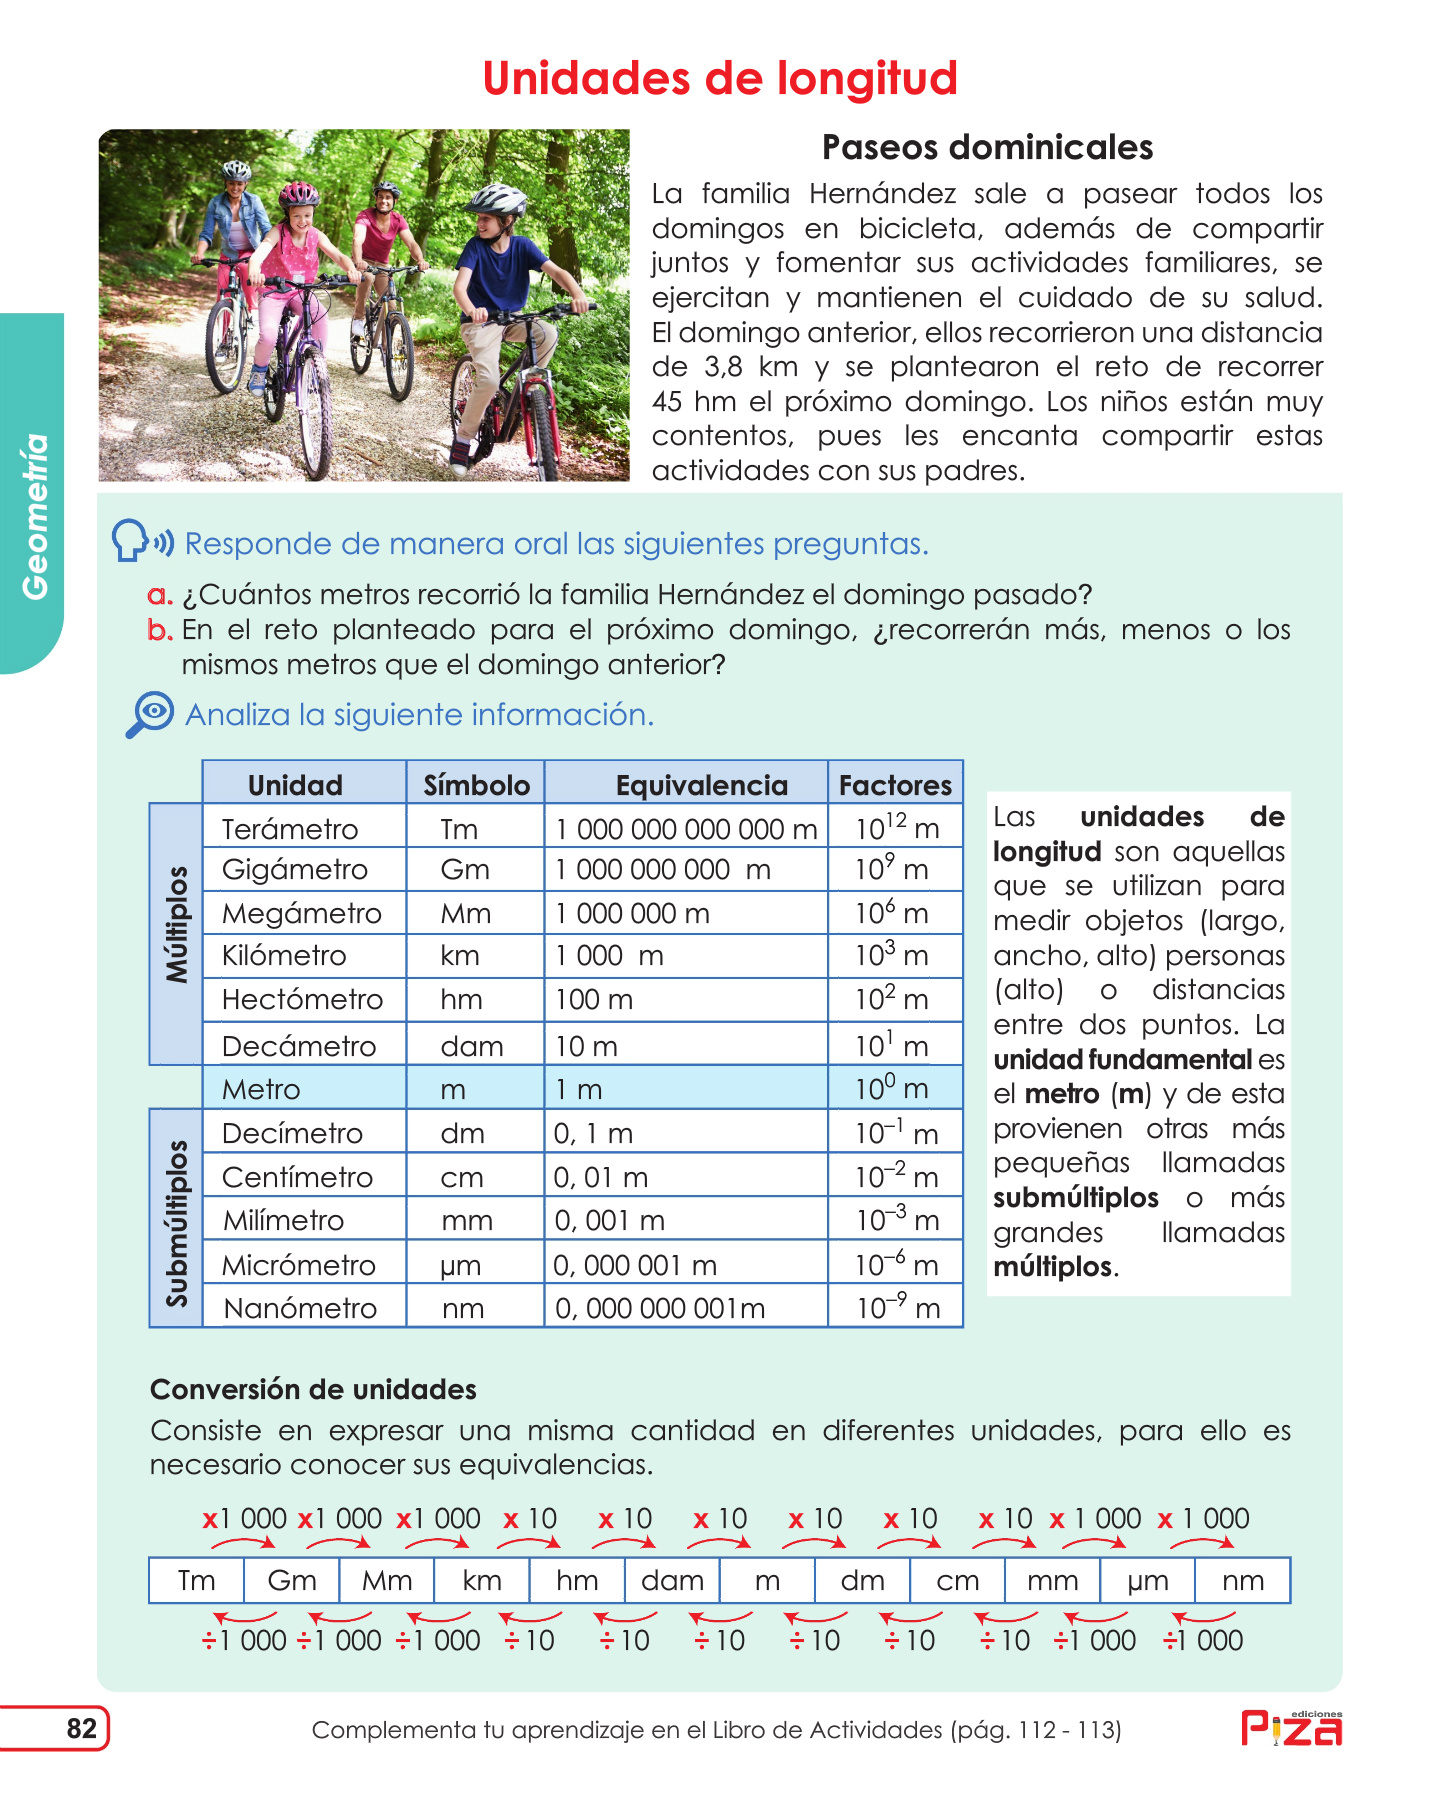 Unidades de longitud
Paseos dominicales
La familia Hernández sale a pasear todos los
domingos en bicicleta, además de compartir
juntos y fomentar sus actividades familiares, se
ejercitan y mantienen el cuidado de su salud.
El domingo anterior, ellos recorrieron una distancia
de 3,8 km y se plantearon el reto de recorrer
45 hm el próximo domingo. Los niños están muy
contentos, pues les encanta compartir estas
actividades con sus padres.
Geometría
Responde de manera oral las siguientes preguntas.
a. ¿Cuántos metros recorrió la familia Hernández el domingo pasado?
b. En el reto planteado para el próximo domingo, ¿recorrerán más, menos o los
mismos metros que el domingo anterior?
Analiza la siguiente información.
Unidad Símbolo Equivalencia Factores
Múltiplos
Terámetro Tm 1 000 000 000 000 m 10¹² m
Gigámetro Gm 1 000 000 000 m 10⁹ m
Megámetro Mm 1 000 000 m 10⁶ m
Kilómetro km 1 000 m 10³ m
Hectómetro hm 100 m 10² m
Decámetro dam 10 m 10¹ m
Metro m 1 m 10⁰ m
Submúltiplos
Decímetro dm 0, 1 m 10⁻¹ m
Centímetro cm 0, 01 m 10⁻² m
Milímetro mm 0, 001 m 10⁻³ m
Micrómetro µm 0, 000 001 m 10⁻⁶ m
Nanómetro nm 0, 000 000 001m 10⁻⁹ m
Las unidades de
longitud son aquellas
que se utilizan para
medir objetos (largo,
ancho, alto) personas
(alto) o distancias
entre dos puntos. La
unidad fundamental es
el metro (m) y de esta
provienen otras más
pequeñas llamadas
submúltiplos o más
grandes llamadas
múltiplos.
Conversión de unidades
Consiste en expresar una misma cantidad en diferentes unidades, para ello es
necesario conocer sus equivalencias.
x1 000 x1 000 x1 000 x 10 x 10 x 10 x 10 x 10 x 10 x 1 000 x 1 000
Tm Gm Mm km hm dam m dm cm mm µm nm
÷1 000 ÷1 000 ÷1 000 ÷10 ÷10 ÷10 ÷10 ÷10 ÷10 ÷1 000 ÷1 000
82
Complementa tu aprendizaje en el Libro de Actividades (pág. 112 - 113)
ediciones
Piza